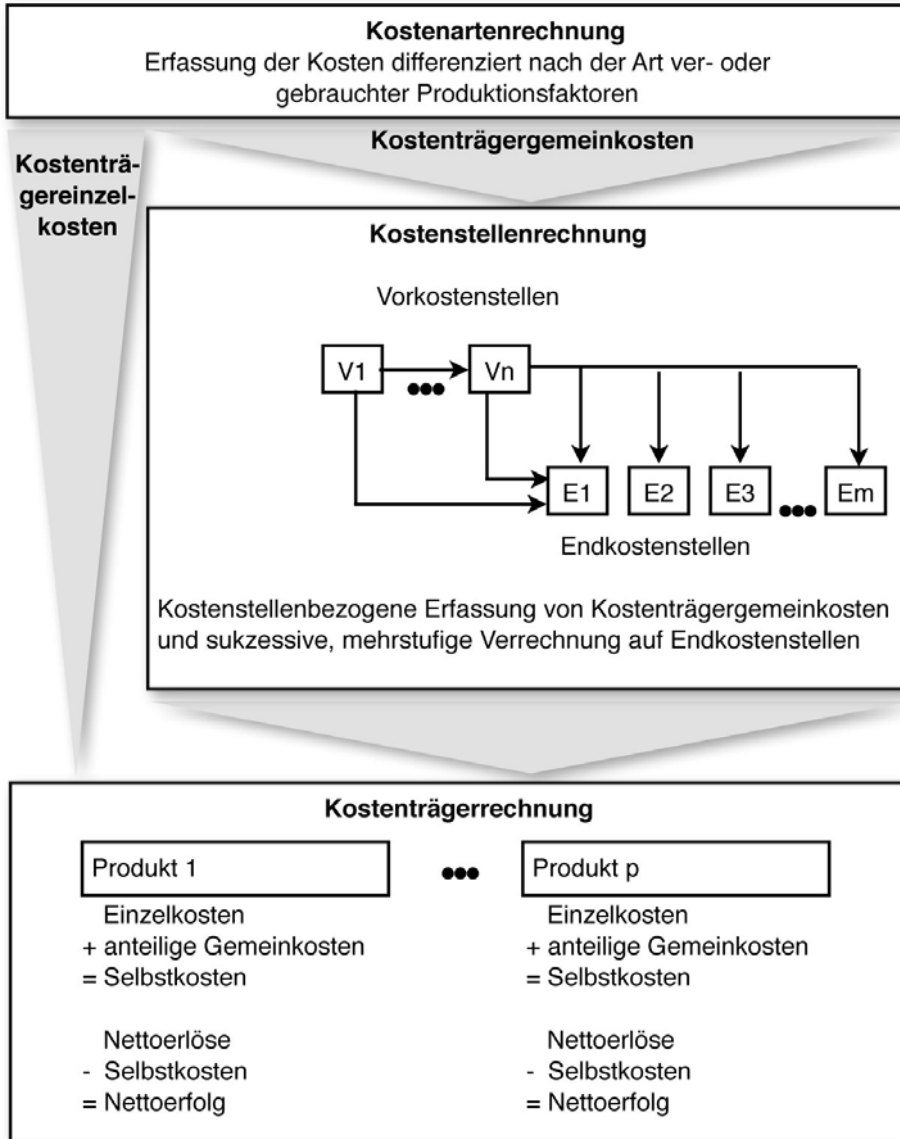 Kostenartenrechnung
Erfassung der Kosten differenziert nach der Art ver- oder
gebrauchter Produktionsfaktoren
Kostenträgergemeinkosten
Kostenträ-
gereinzel-
kosten
Kostenstellenrechnung
Vorkostenstellen
V1
Vn
E1
E2
E3
Em
Endkostenstellen
Kostenstellenbezogene Erfassung von Kostenträgergemeinkosten
und sukzessive, mehrstufige Verrechnung auf Endkostenstellen
Kostenträgerrechnung
Produkt 1
Einzelkosten
+ anteilige Gemeinkosten
= Selbstkosten
Nettoerlöse
- Selbstkosten
= Nettoerfolg
Produkt p
Einzelkosten
+ anteilige Gemeinkosten
= Selbstkosten
Nettoerlöse
- Selbstkosten
= Nettoerfolg